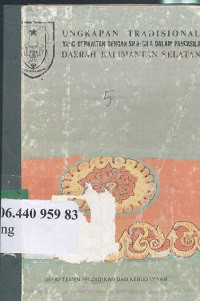 UNGKAPAN TRADISIONAL
YANG BERKAITAN DENGAN SILA-SILA DALAM PANCASILA
DAERAH KALIMANTAN SELATAN
5
06.440 959 83
ng
DEPARTEMEN PENDIDIKAN DAN KEBUDAYAAN